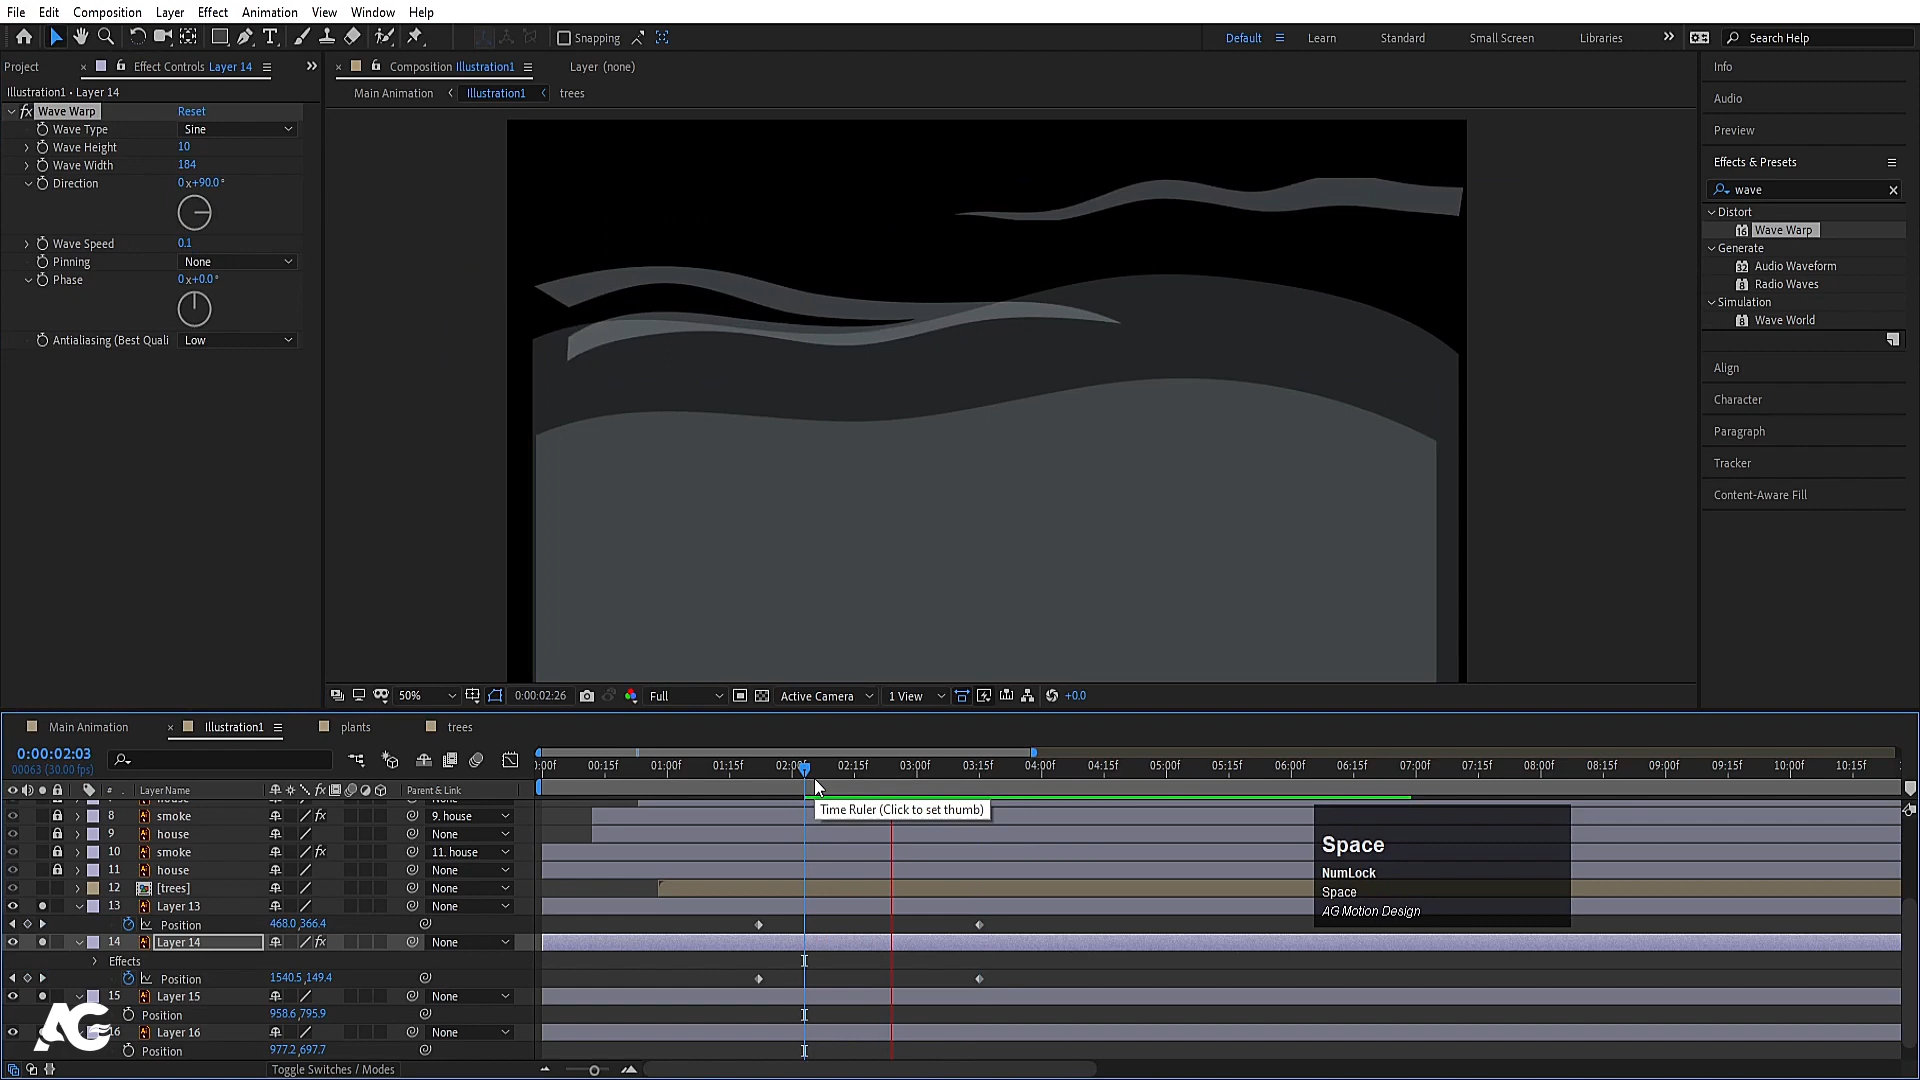 File Edit Composition Layer Effect Animation View Window Help
Snapping Default Learn Standard Small Screen Libraries Search Help
Project Effect Controls Layer 14 Composition Illustration1 Layer (none) Info
Illustration1 • Layer 14 Main Animation Illustration1 trees
fx Wave Warp Reset
Wave Type Sine
Wave Height 10
Wave Width 184
Direction 0x+90.0°
Wave Speed 0.1
Pinning None
Phase 0x+0.0°
Antialiasing (Best Quali Low
Audio
Preview
Effects & Presets
wave
Distort
Wave Warp
Generate
Audio Waveform
Radio Waves
Simulation
Wave World
Align
Character
Paragraph
Tracker
Content-Aware Fill
50% 0:00:02:26 Full Active Camera 1 View +0.0
Main Animation Illustration1 plants trees
0:00:02:03
00063 (30.00 fps)
):00f 00:15f 01:00f 01:15f 02:00f 02:15f 03:00f 03:15f 04:00f 04:15f 05:00f 05:15f 06:00f 06:15f 07:00f 07:15f 08:00f 08:15f 09:00f 09:15f 10:00f 10:15f
# Layer Name fx Parent & Link
8 smoke fx 9. house
9 house None
10 smoke fx 11. house
11 house None
12 [trees] None
13 Layer 13 None
Position 468.0,366.4
14 Layer 14 fx None
Effects
Position 1540.5,149.4
15 Layer 15 None
Position 958.6,795.9
16 Layer 16 None
Position 977.2,697.7
Toggle Switches / Modes
Time Ruler (Click to set thumb)
Space
NumLock
Space
AG Motion Design
AG